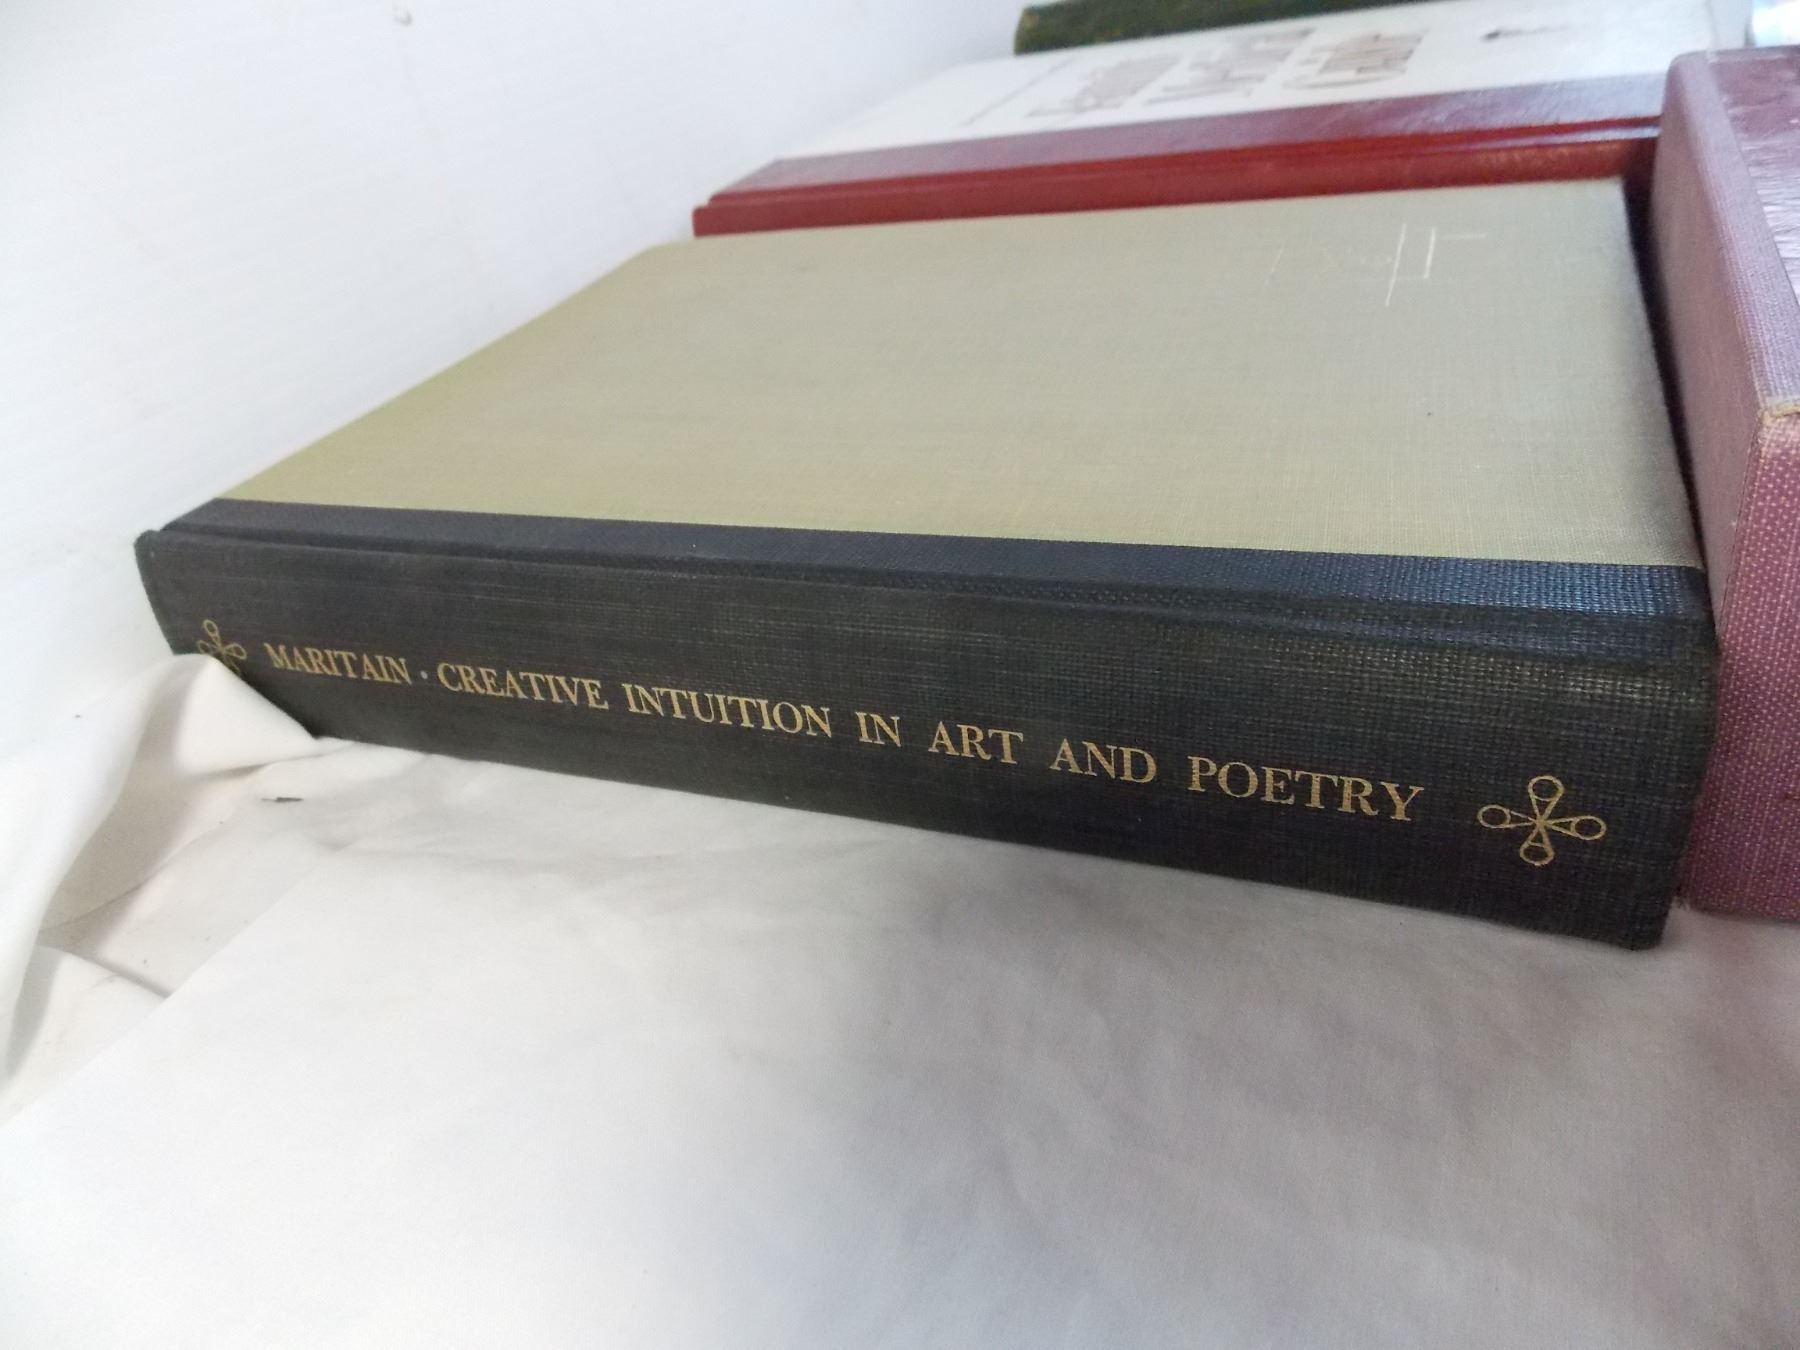 MARITAIN · CREATIVE INTUITION IN ART AND POETRY